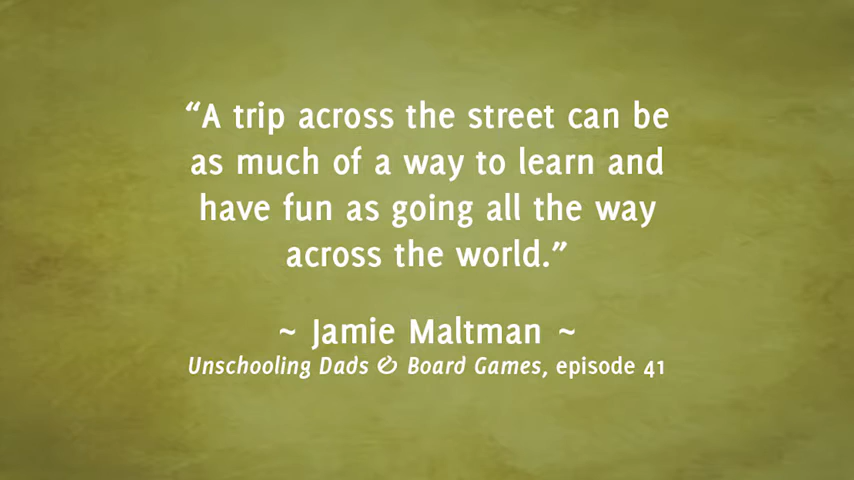 “A trip across the street can be
as much of a way to learn and
have fun as going all the way
across the world.”
~ Jamie Maltman ~
Unschooling Dads & Board Games, episode 41